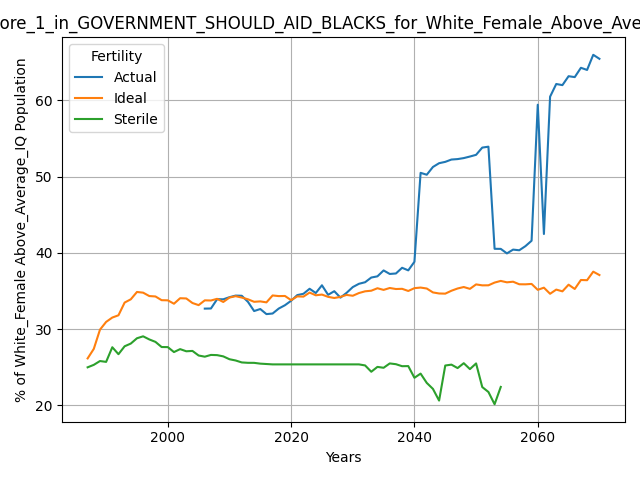 ore_1_in_GOVERNMENT_SHOULD_AID_BLACKS_for_White_Female_Above_Ave
Fertility
Actual
Ideal
Sterile
% of White_Female Above_Average_IQ Population
60
50
40
30
20
2000
2020
2040
2060
Years